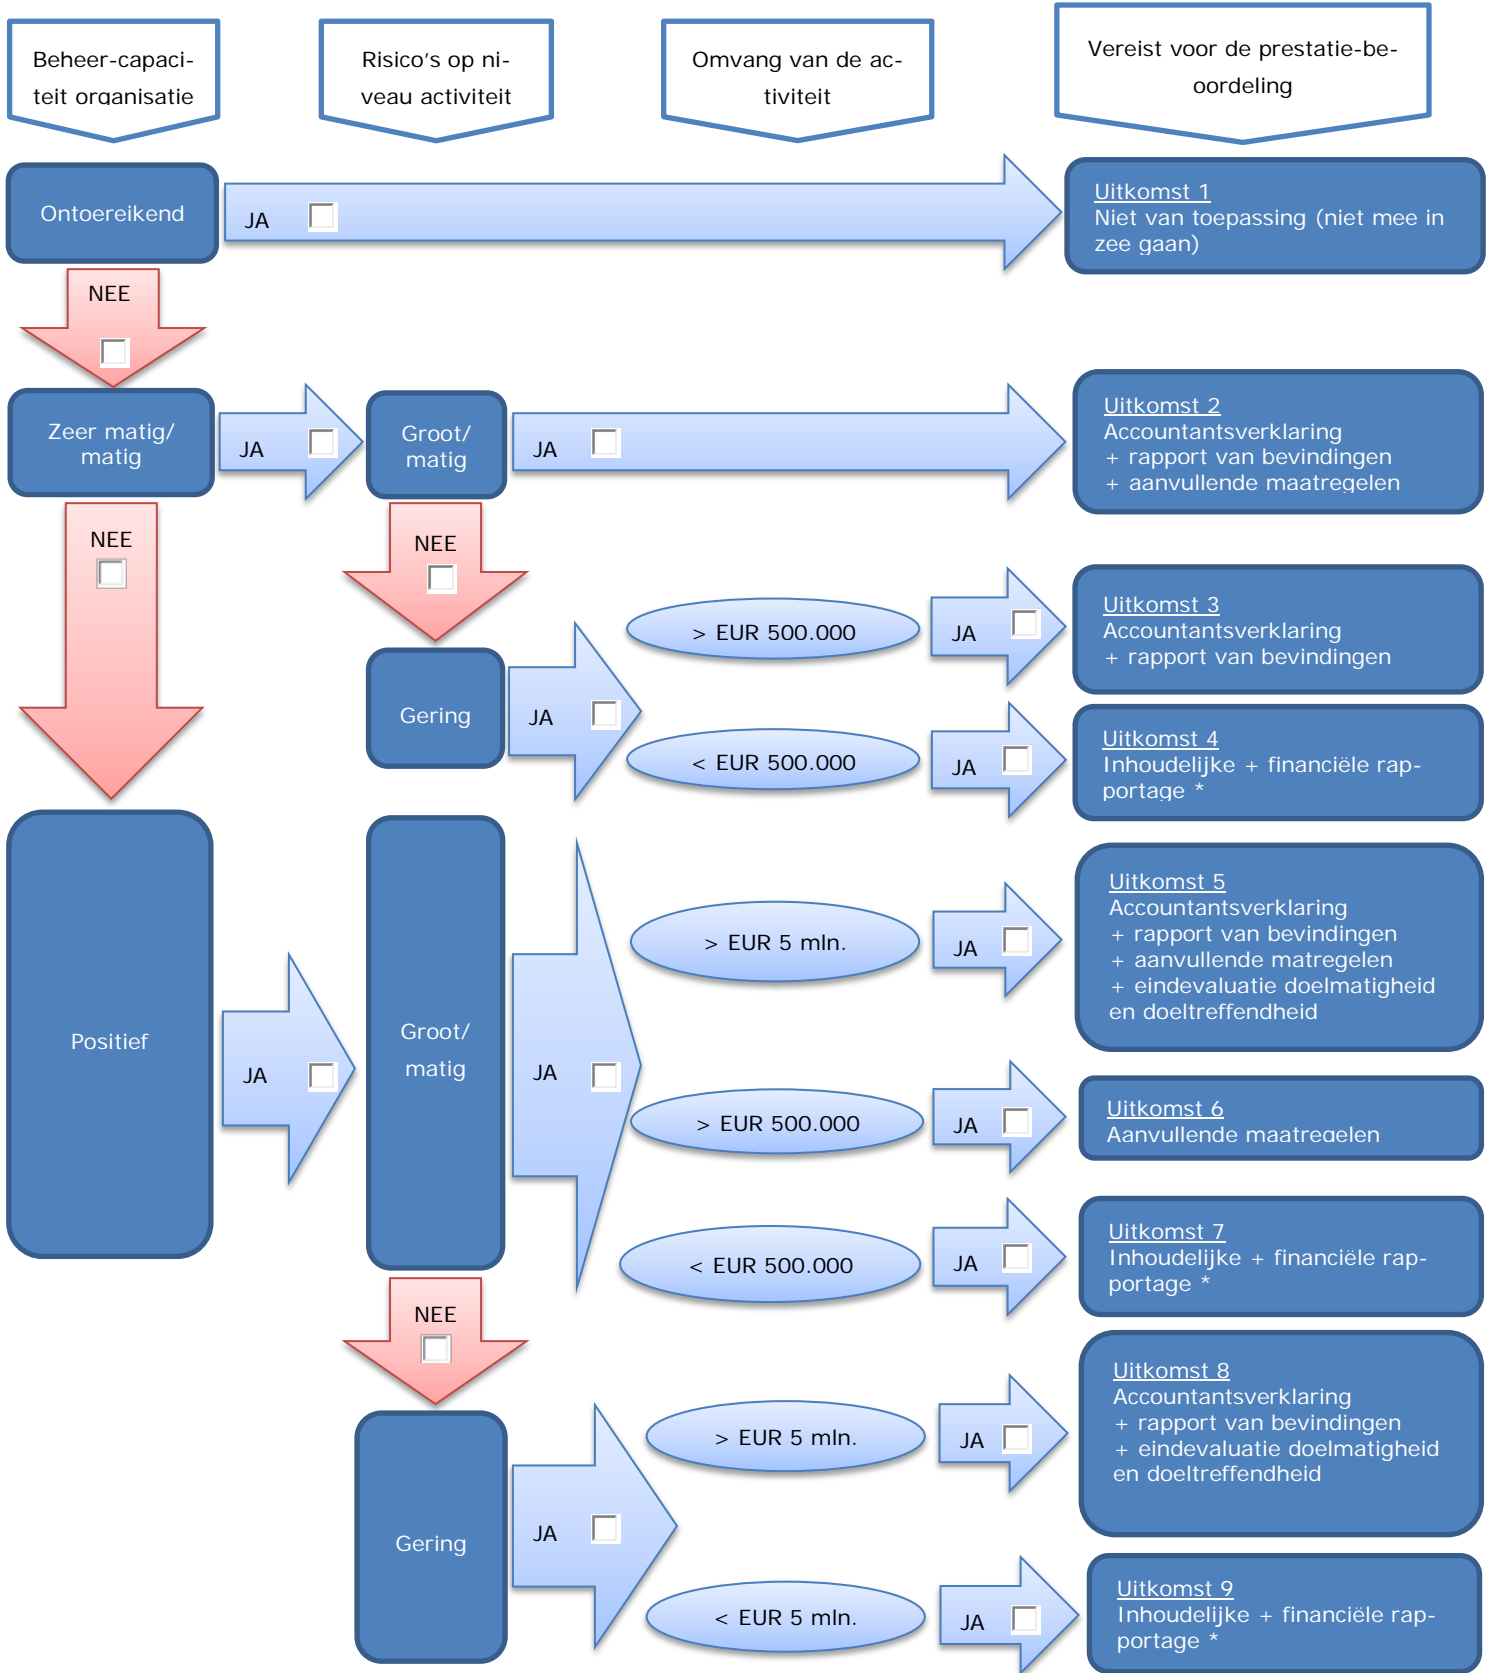 Beheer-capaci-
teit organisatie
Risico's op ni-
veau activiteit
Omvang van de ac-
tiviteit
Vereist voor de prestatie-be-
oordeling
Ontoereikend
JA
Uitkomst 1
Niet van toepassing (niet mee in
zee gaan)
NEE
Zeer matig/
matig
JA
Groot/
matig
JA
Uitkomst 2
Accountantsverklaring
+ rapport van bevindingen
+ aanvullende maatregelen
NEE
NEE
> EUR 500.000
JA
Uitkomst 3
Accountantsverklaring
+ rapport van bevindingen
Gering
JA
< EUR 500.000
JA
Uitkomst 4
Inhoudelijke + financiële rap-
portage *
Positief
JA
Groot/
matig
JA
> EUR 5 mln.
JA
Uitkomst 5
Accountantsverklaring
+ rapport van bevindingen
+ aanvullende matregelen
+ eindevaluatie doelmatigheid
en doeltreffendheid
> EUR 500.000
JA
Uitkomst 6
Aanvullende maatregelen
< EUR 500.000
JA
Uitkomst 7
Inhoudelijke + financiële rap-
portage *
NEE
Gering
JA
> EUR 5 mln.
JA
Uitkomst 8
Accountantsverklaring
+ rapport van bevindingen
+ eindevaluatie doelmatigheid
en doeltreffendheid
< EUR 5 mln.
JA
Uitkomst 9
Inhoudelijke + financiële rap-
portage *